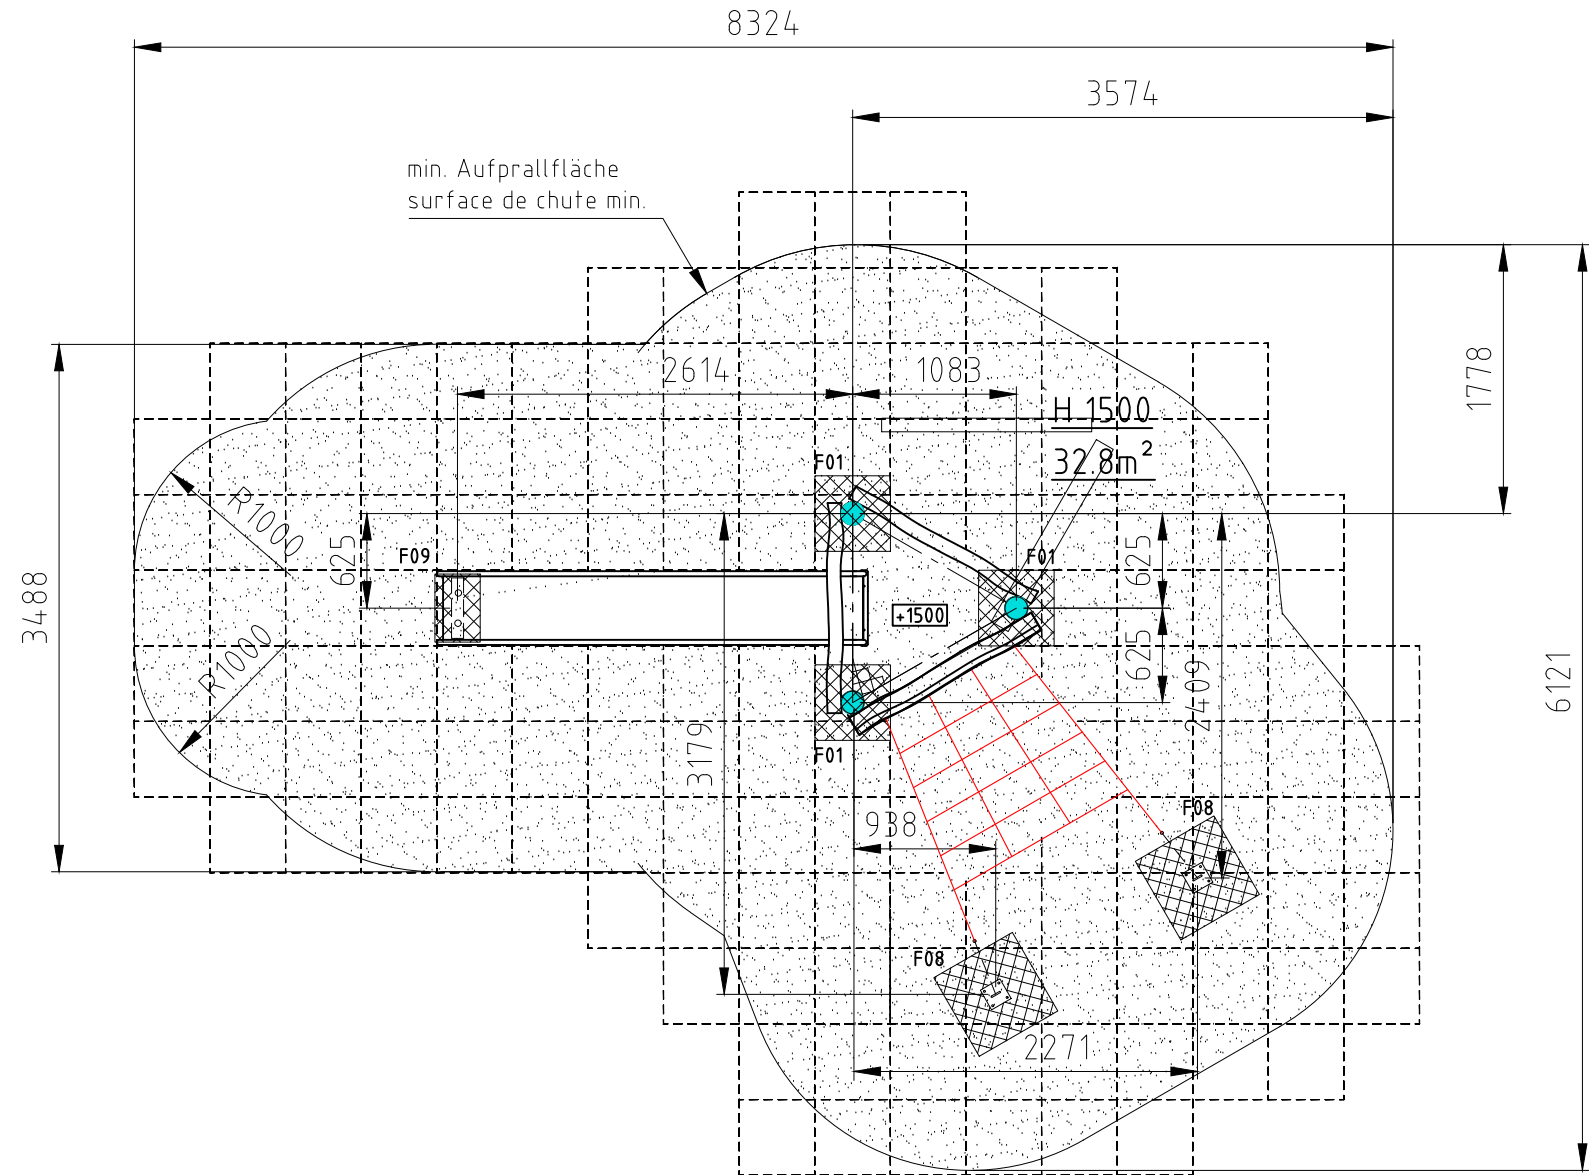 8324
3574
min. Aufprallfläche
surface de chute min.
2614
1083
1778
H 1500
32.8m²
F01
R1000
625
F09
F01
625
3488
+1500
R1000
625
2409
6121
3179
F01
938
F08
F08
2271